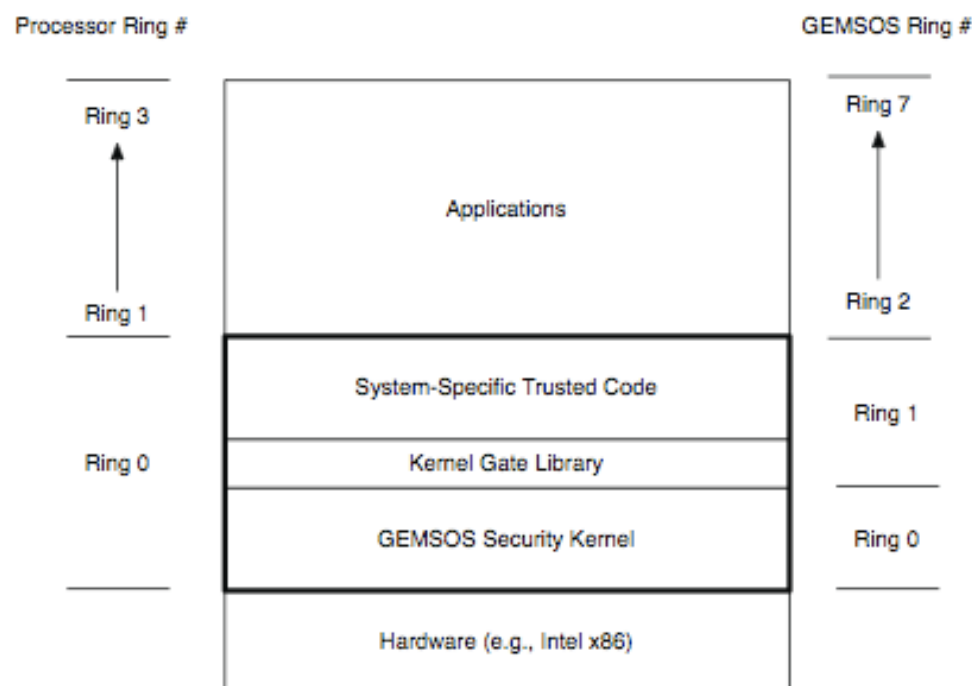 Processor Ring #
GEMSOS Ring #
Ring 3
Ring 7
Applications
Ring 1
Ring 2
System-Specific Trusted Code
Ring 1
Ring 0
Kernel Gate Library
GEMSOS Security Kernel
Ring 0
Hardware (e.g., Intel x86)